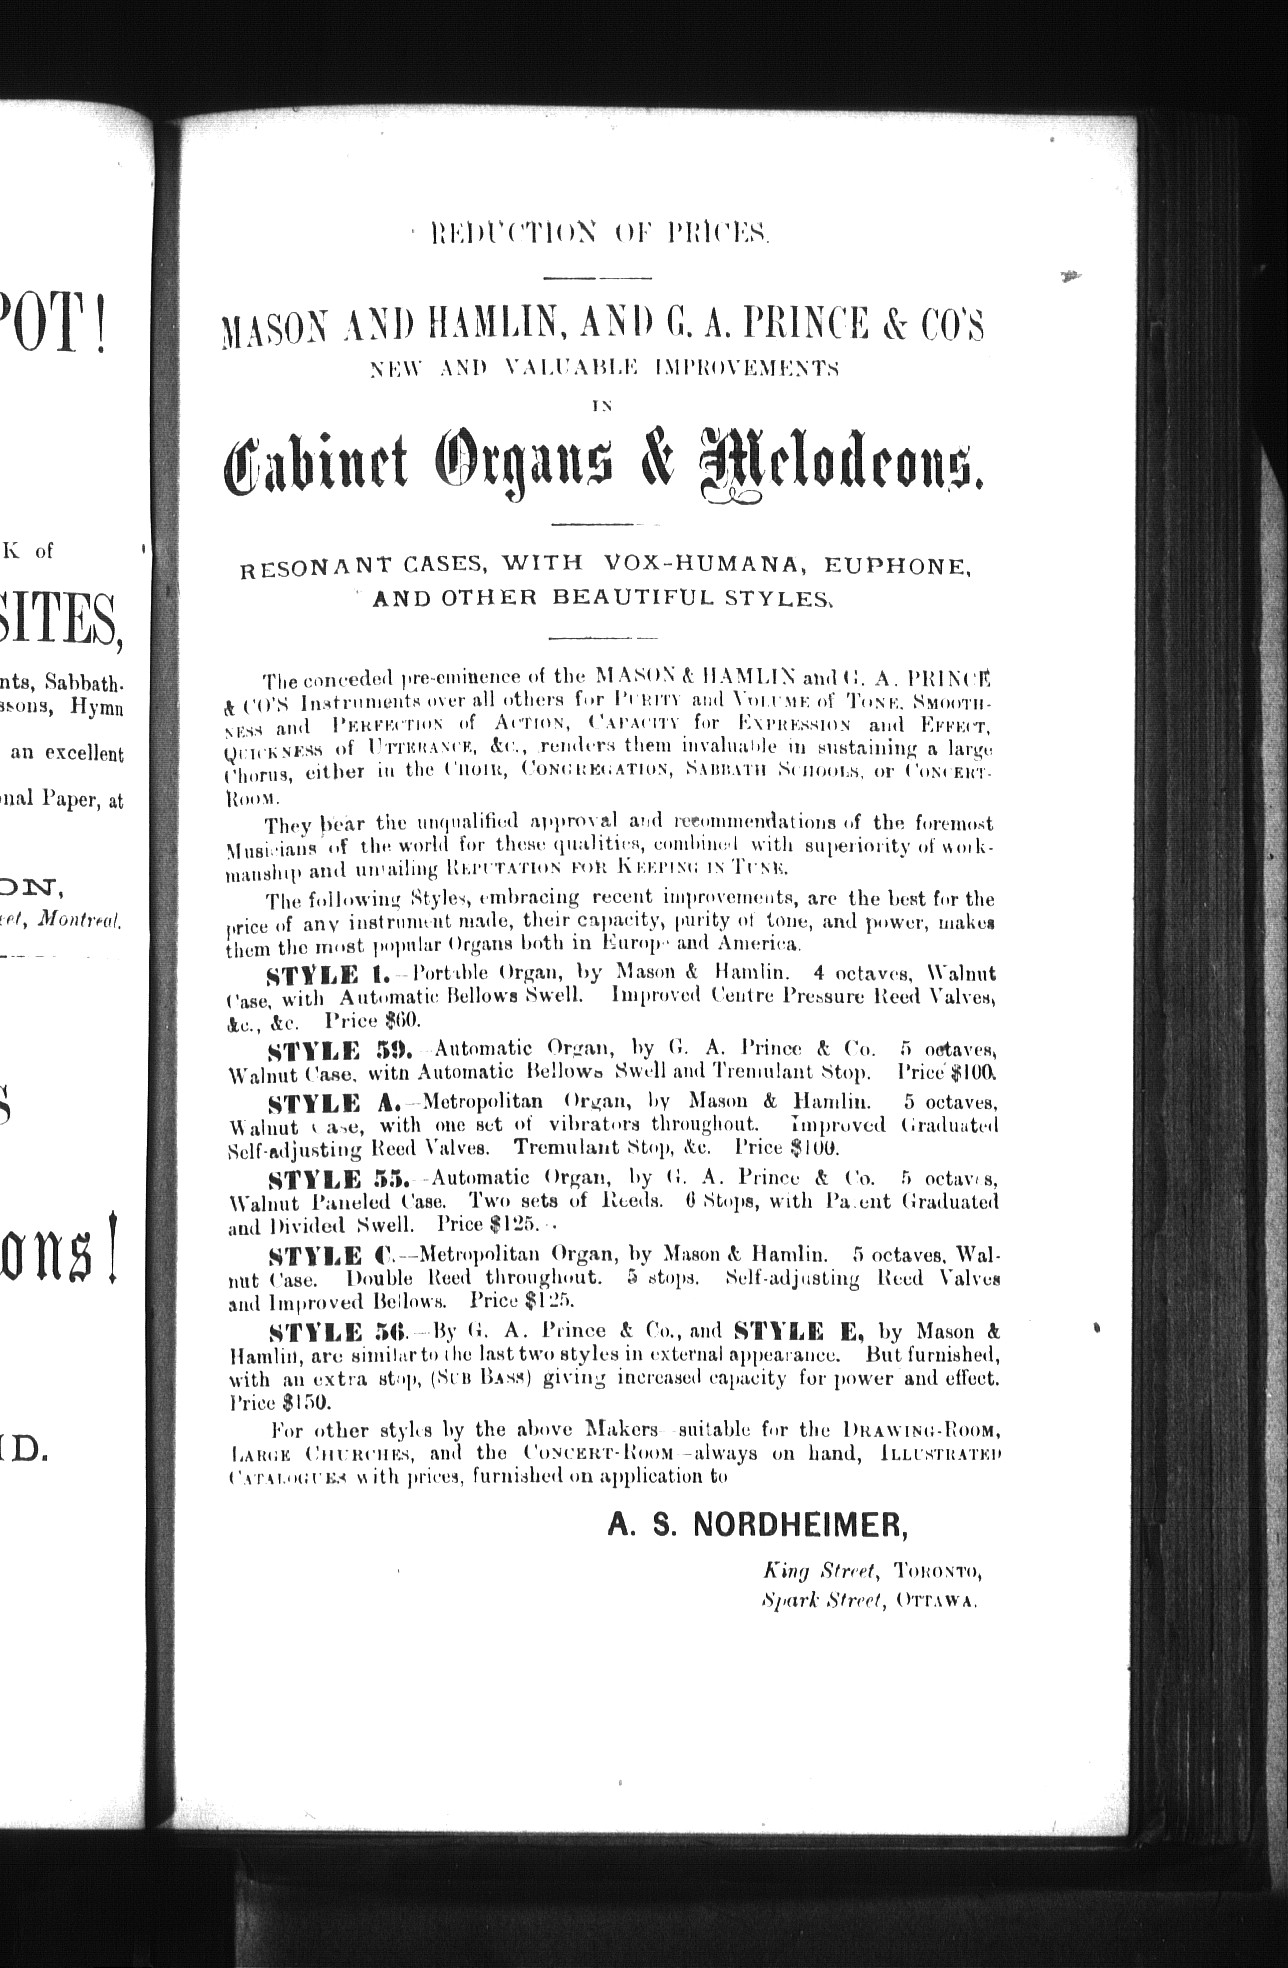 POT!
K of
SITES,
nts, Sabbath-
ssons, Hymn
an excellent
onal Paper, at
ON,
eet, Montreal.
S
ons!
D.
REDUCTION OF PRICES.
MASON AND HAMLIN, AND G. A. PRINCE & CO'S
NEW AND VALUABLE IMPROVEMENTS
IN
Cabinet Organs & Melodeons.
RESONANT CASES, WITH VOX-HUMANA, EUPHONE,
AND OTHER BEAUTIFUL STYLES.
The conceded pre-eminence of the MASON & HAMLIN and G. A. PRINCE
& CO'S Instruments over all others for PURITY and VOLUME OF TONE, SMOOTH-
NESS and PERFECTION of ACTION, CAPACITY for EXPRESSION and EFFECT,
QUICKNESS of UTTERANCE, &c., renders them invaluable in sustaining a large
Chorus, either in the CHOIR, CONGREGATION, SABBATH SCHOOLS, or CONCERT-
ROOM.
They bear the unqualified approval and recommendations of the foremost
Musicians of the world for these qualities, combined with superiority of work-
manship and unfailing REPUTATION FOR KEEPING IN TUNE.
The following Styles, embracing recent improvements, are the best for the
price of any instrument made, their capacity, purity of tone, and power, makes
them the most popular Organs both in Europe and America.
STYLE 1.—Portable Organ, by Mason & Hamlin. 4 octaves, Walnut
Case, with Automatic Bellows Swell. Improved Centre Pressure Reed Valves,
&c., &c. Price $60.
STYLE 59. Automatic Organ, by G. A. Prince & Co. 5 octaves,
Walnut Case, with Automatic Bellows Swell and Tremulant Stop. Price $100.
STYLE A.—Metropolitan Organ, by Mason & Hamlin. 5 octaves,
Walnut Case, with one set of vibrators throughout. Improved Graduated
Self-adjusting Reed Valves. Tremulant Stop, &c. Price $100.
STYLE 55.—Automatic Organ, by G. A. Prince & Co. 5 octaves,
Walnut Paneled Case. Two sets of Reeds. 6 Stops, with Patent Graduated
and Divided Swell. Price $125.
STYLE C.—Metropolitan Organ, by Mason & Hamlin. 5 octaves, Wal-
nut Case. Double Reed throughout. 5 stops. Self-adjusting Reed Valves
and Improved Bellows. Price $125.
STYLE 56.—By G. A. Prince & Co., and STYLE E, by Mason &
Hamlin, are similar to the last two styles in external appearance. But furnished,
with an extra stop, (SUB BASS) giving increased capacity for power and effect.
Price $150.
For other styles by the above Makers suitable for the DRAWING-ROOM,
LARGE CHURCHES, and the CONCERT-ROOM—always on hand, ILLUSTRATED
CATALOGUES with prices, furnished on application to
A. S. NORDHEIMER,
King Street, TORONTO,
Spark Street, OTTAWA.